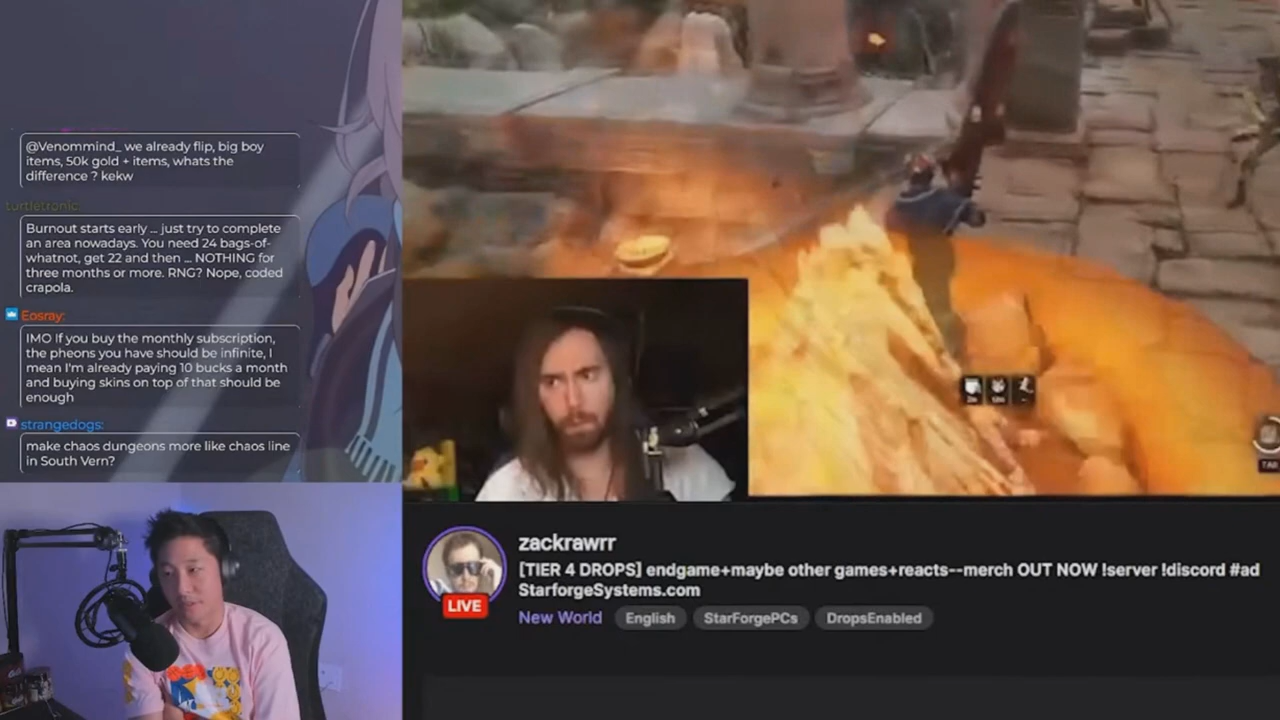 @Venommind_ we already flip, big boy
items, 50k gold + items, whats the
difference ? kekw
turtletronic:
Burnout starts early ... just try to complete
an area nowadays. You need 24 bags-of-
whatnot, get 22 and then ... NOTHING for
three months or more. RNG? Nope, coded
crapola.
Eosray:
IMO If you buy the monthly subscription,
the pheons you have should be infinite, I
mean I'm already paying 10 bucks a month
and buying skins on top of that should be
enough
strangedogs:
make chaos dungeons more like chaos line
in South Vern?
TAB
zackrawrr
[TIER 4 DROPS] endgame+maybe other games+reacts--merch OUT NOW !server !discord #ad
StarforgeSystems.com
LIVE
New World English StarForgePCs DropsEnabled